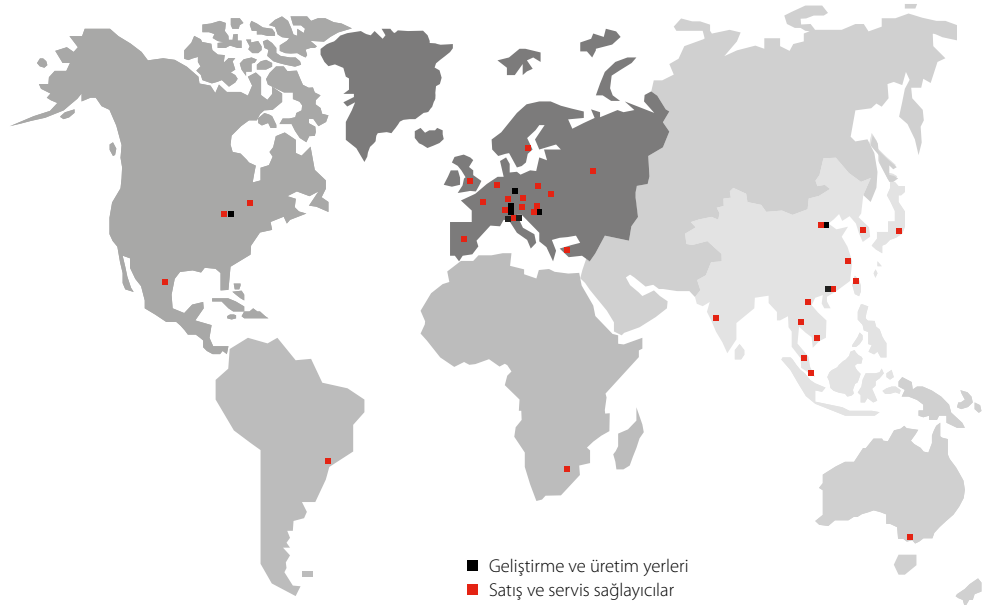 Geliştirme ve üretim yerleri
Satış ve servis sağlayıcılar